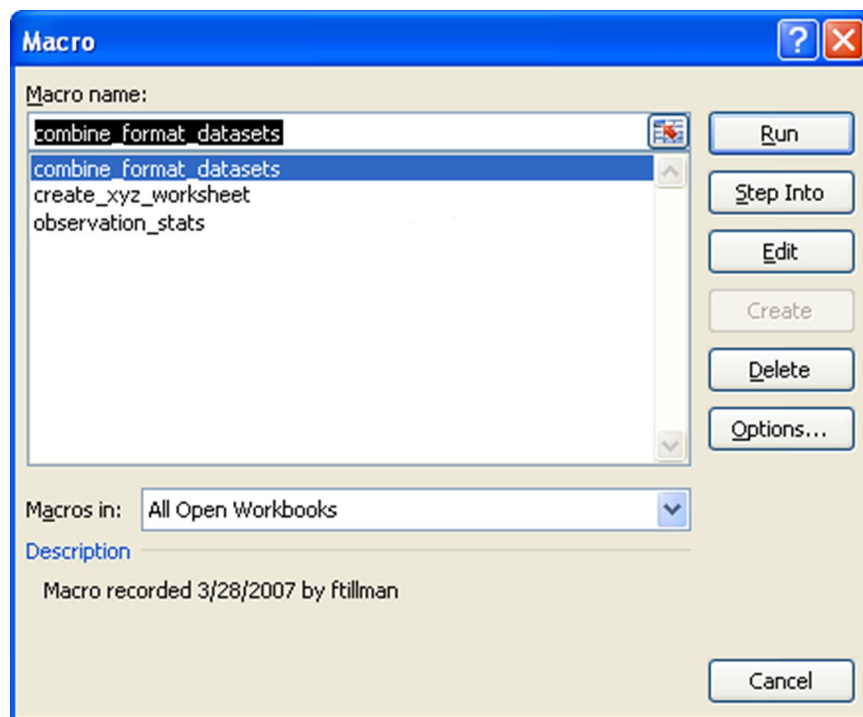 Macro
Macro name:
combine_format_datasets
combine_format_datasets
create_xyz_worksheet
observation_stats
Run
Step Into
Edit
Create
Delete
Options...
Macros in:
All Open Workbooks
Description
Macro recorded 3/28/2007 by ftillman
Cancel